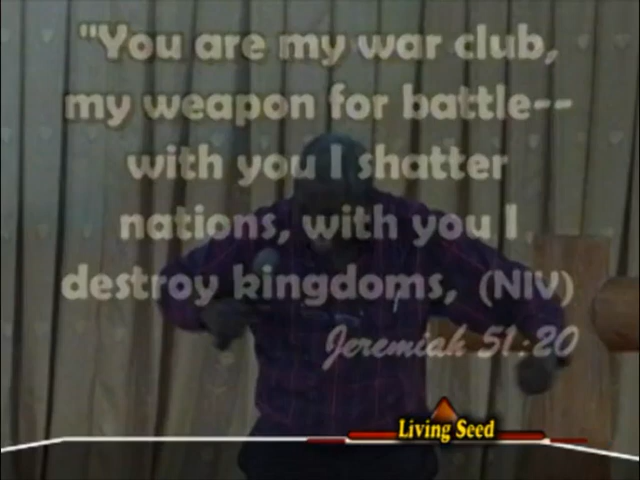 "You are my war club,
my weapon for battle--
with you I shatter
nations, with you I
destroy kingdoms, (NIV)
Jeremiah 51:20
Living Seed